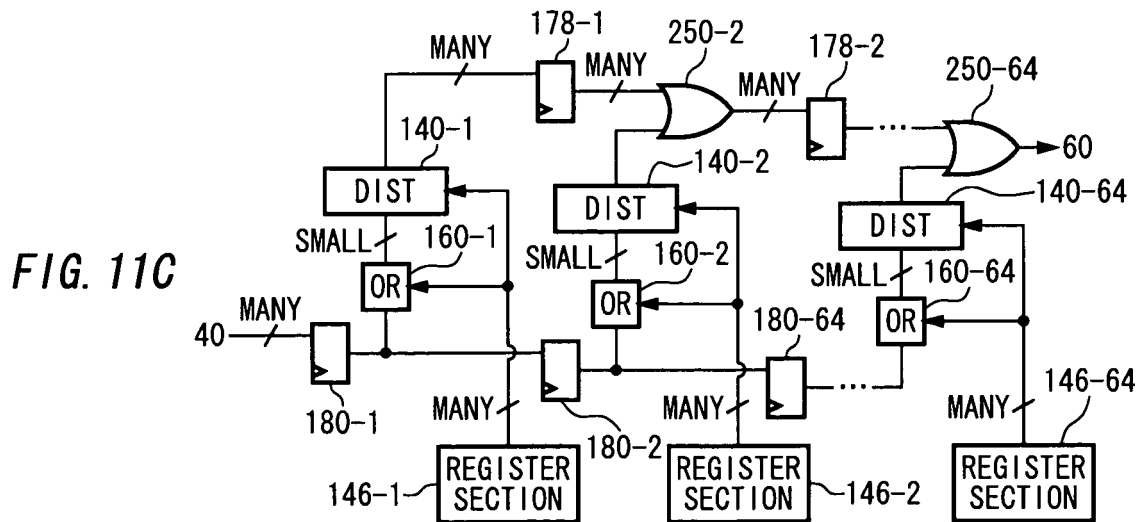 178-1
MANY
MANY
250-2
MANY
178-2
250-64
60
140-1
DIST
140-2
DIST
140-64
DIST
SMALL
160-1
OR
SMALL
160-2
OR
SMALL
160-64
OR
FIG. 11C
40
MANY
180-1
180-2
180-64
MANY
MANY
MANY
146-64
REGISTER
SECTION
146-1
REGISTER
SECTION
146-2
REGISTER
SECTION